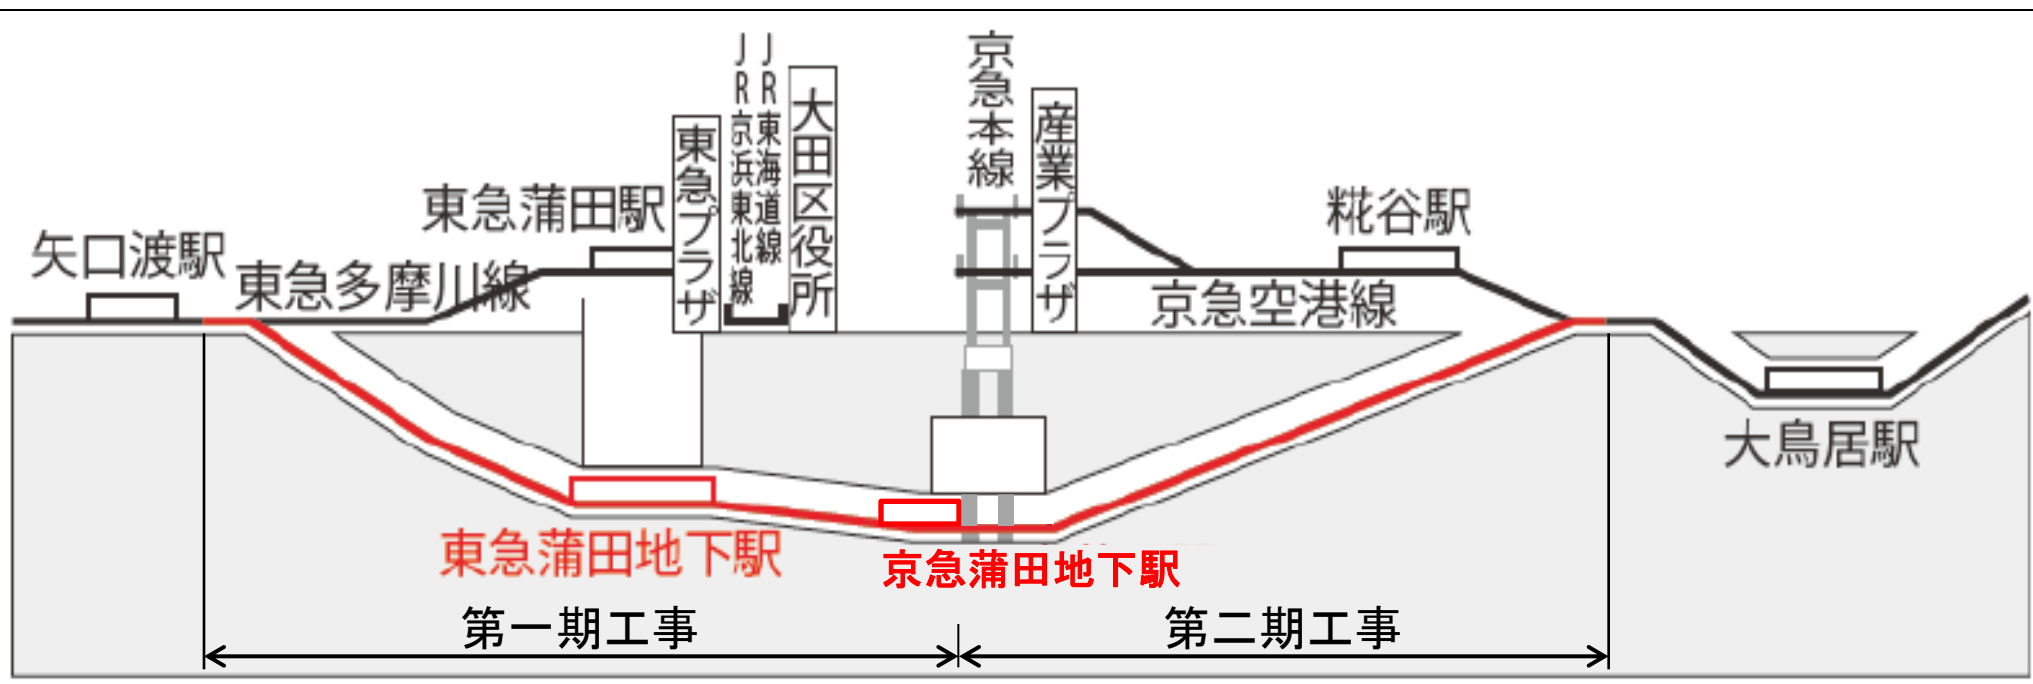 矢口渡駅
東急多摩川線
東急蒲田駅
東急プラザ
JR京浜東北線
JR東海道線
大田区役所
京急本線
産業プラザ
京急空港線
糀谷駅
大鳥居駅
東急蒲田地下駅
京急蒲田地下駅
第一期工事
第二期工事